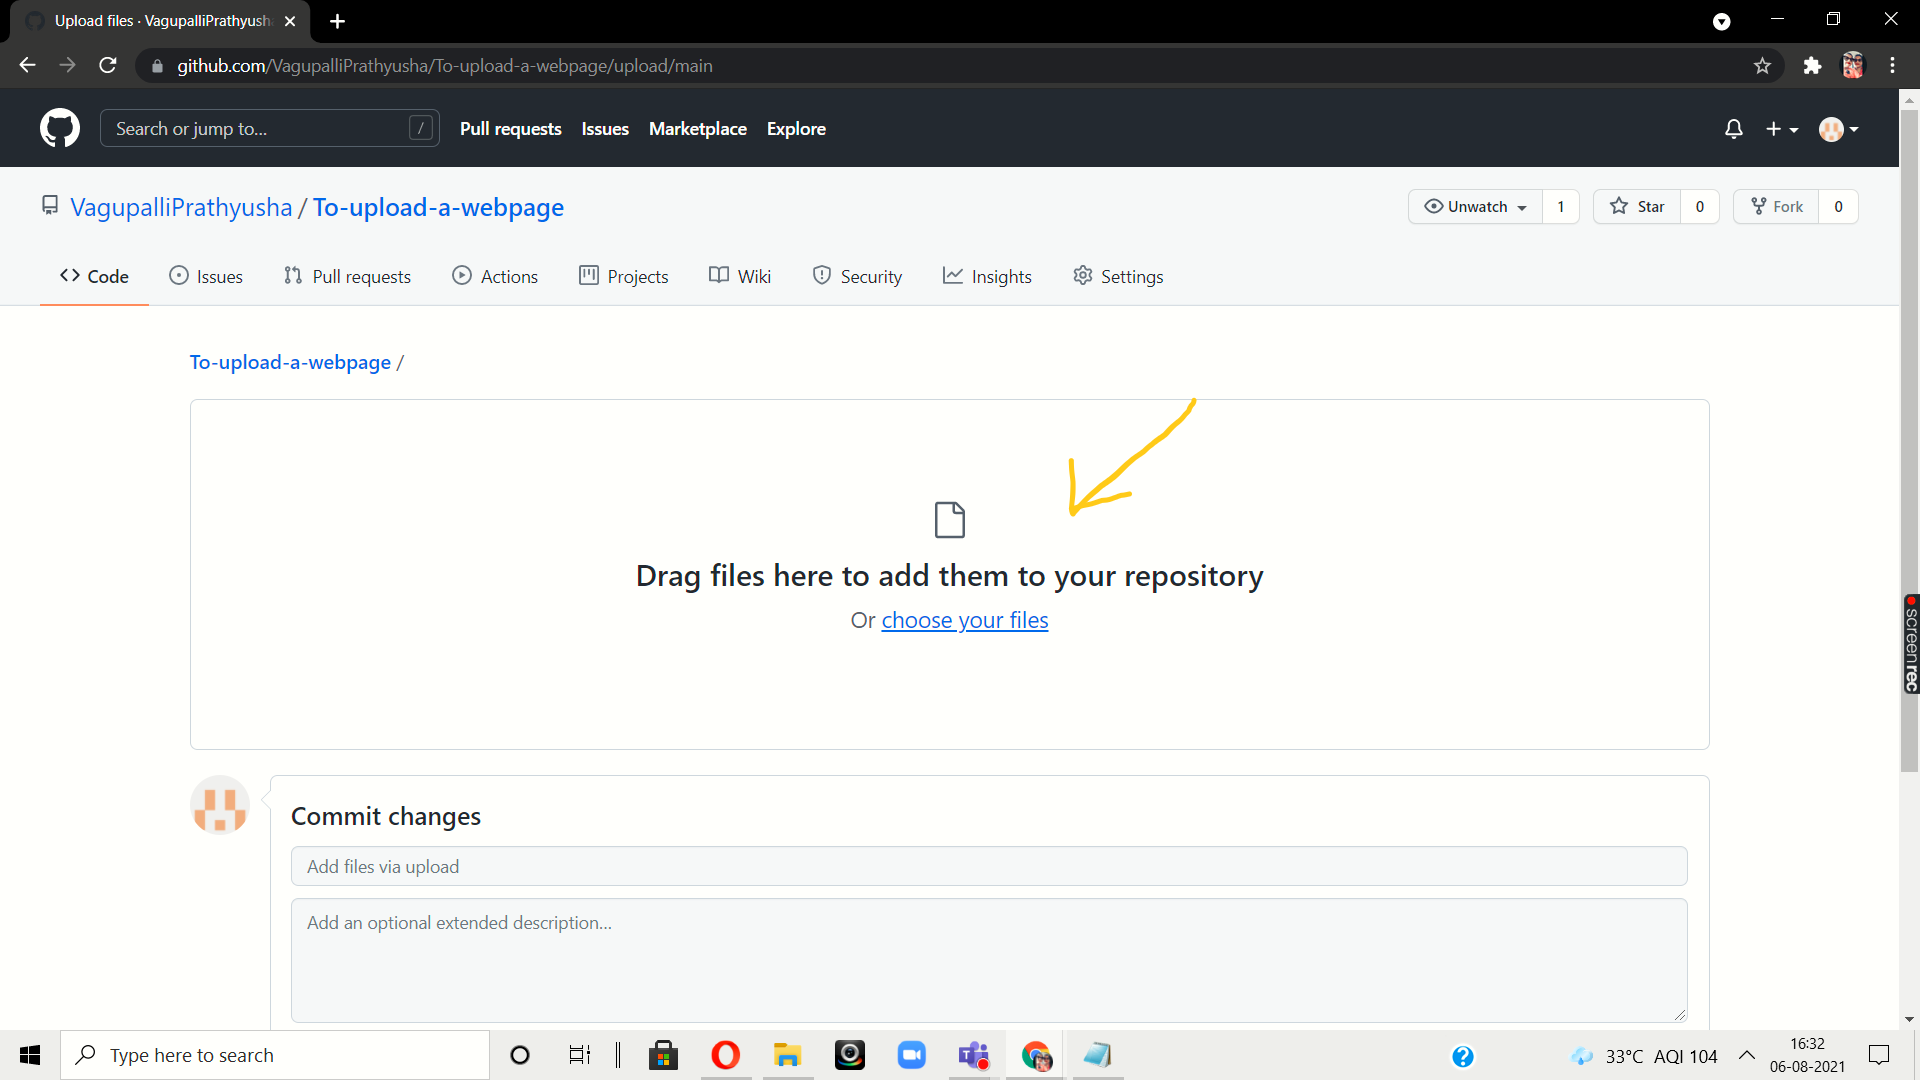 Upload files · VagupalliPrathyush
github.com/VagupalliPrathyusha/To-upload-a-webpage/upload/main
Search or jump to... / Pull requests Issues Marketplace Explore
VagupalliPrathyusha / To-upload-a-webpage Unwatch 1 Star 0 Fork 0
Code Issues Pull requests Actions Projects Wiki Security Insights Settings
To-upload-a-webpage /
Drag files here to add them to your repository
Or choose your files
screenrec
Commit changes
Add files via upload
Add an optional extended description...
Type here to search 33°C AQI 104 16:32
06-08-2021